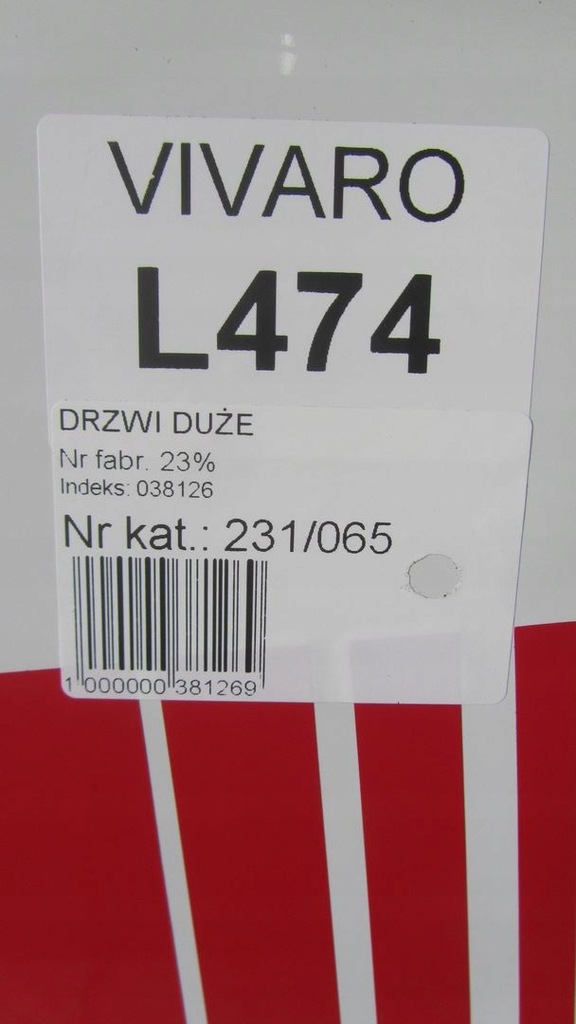 VIVARO
L474
DRZWI DUŻE
Nr fabr. 23%
Indeks: 038126
Nr kat.: 231/065
1 000000 381269